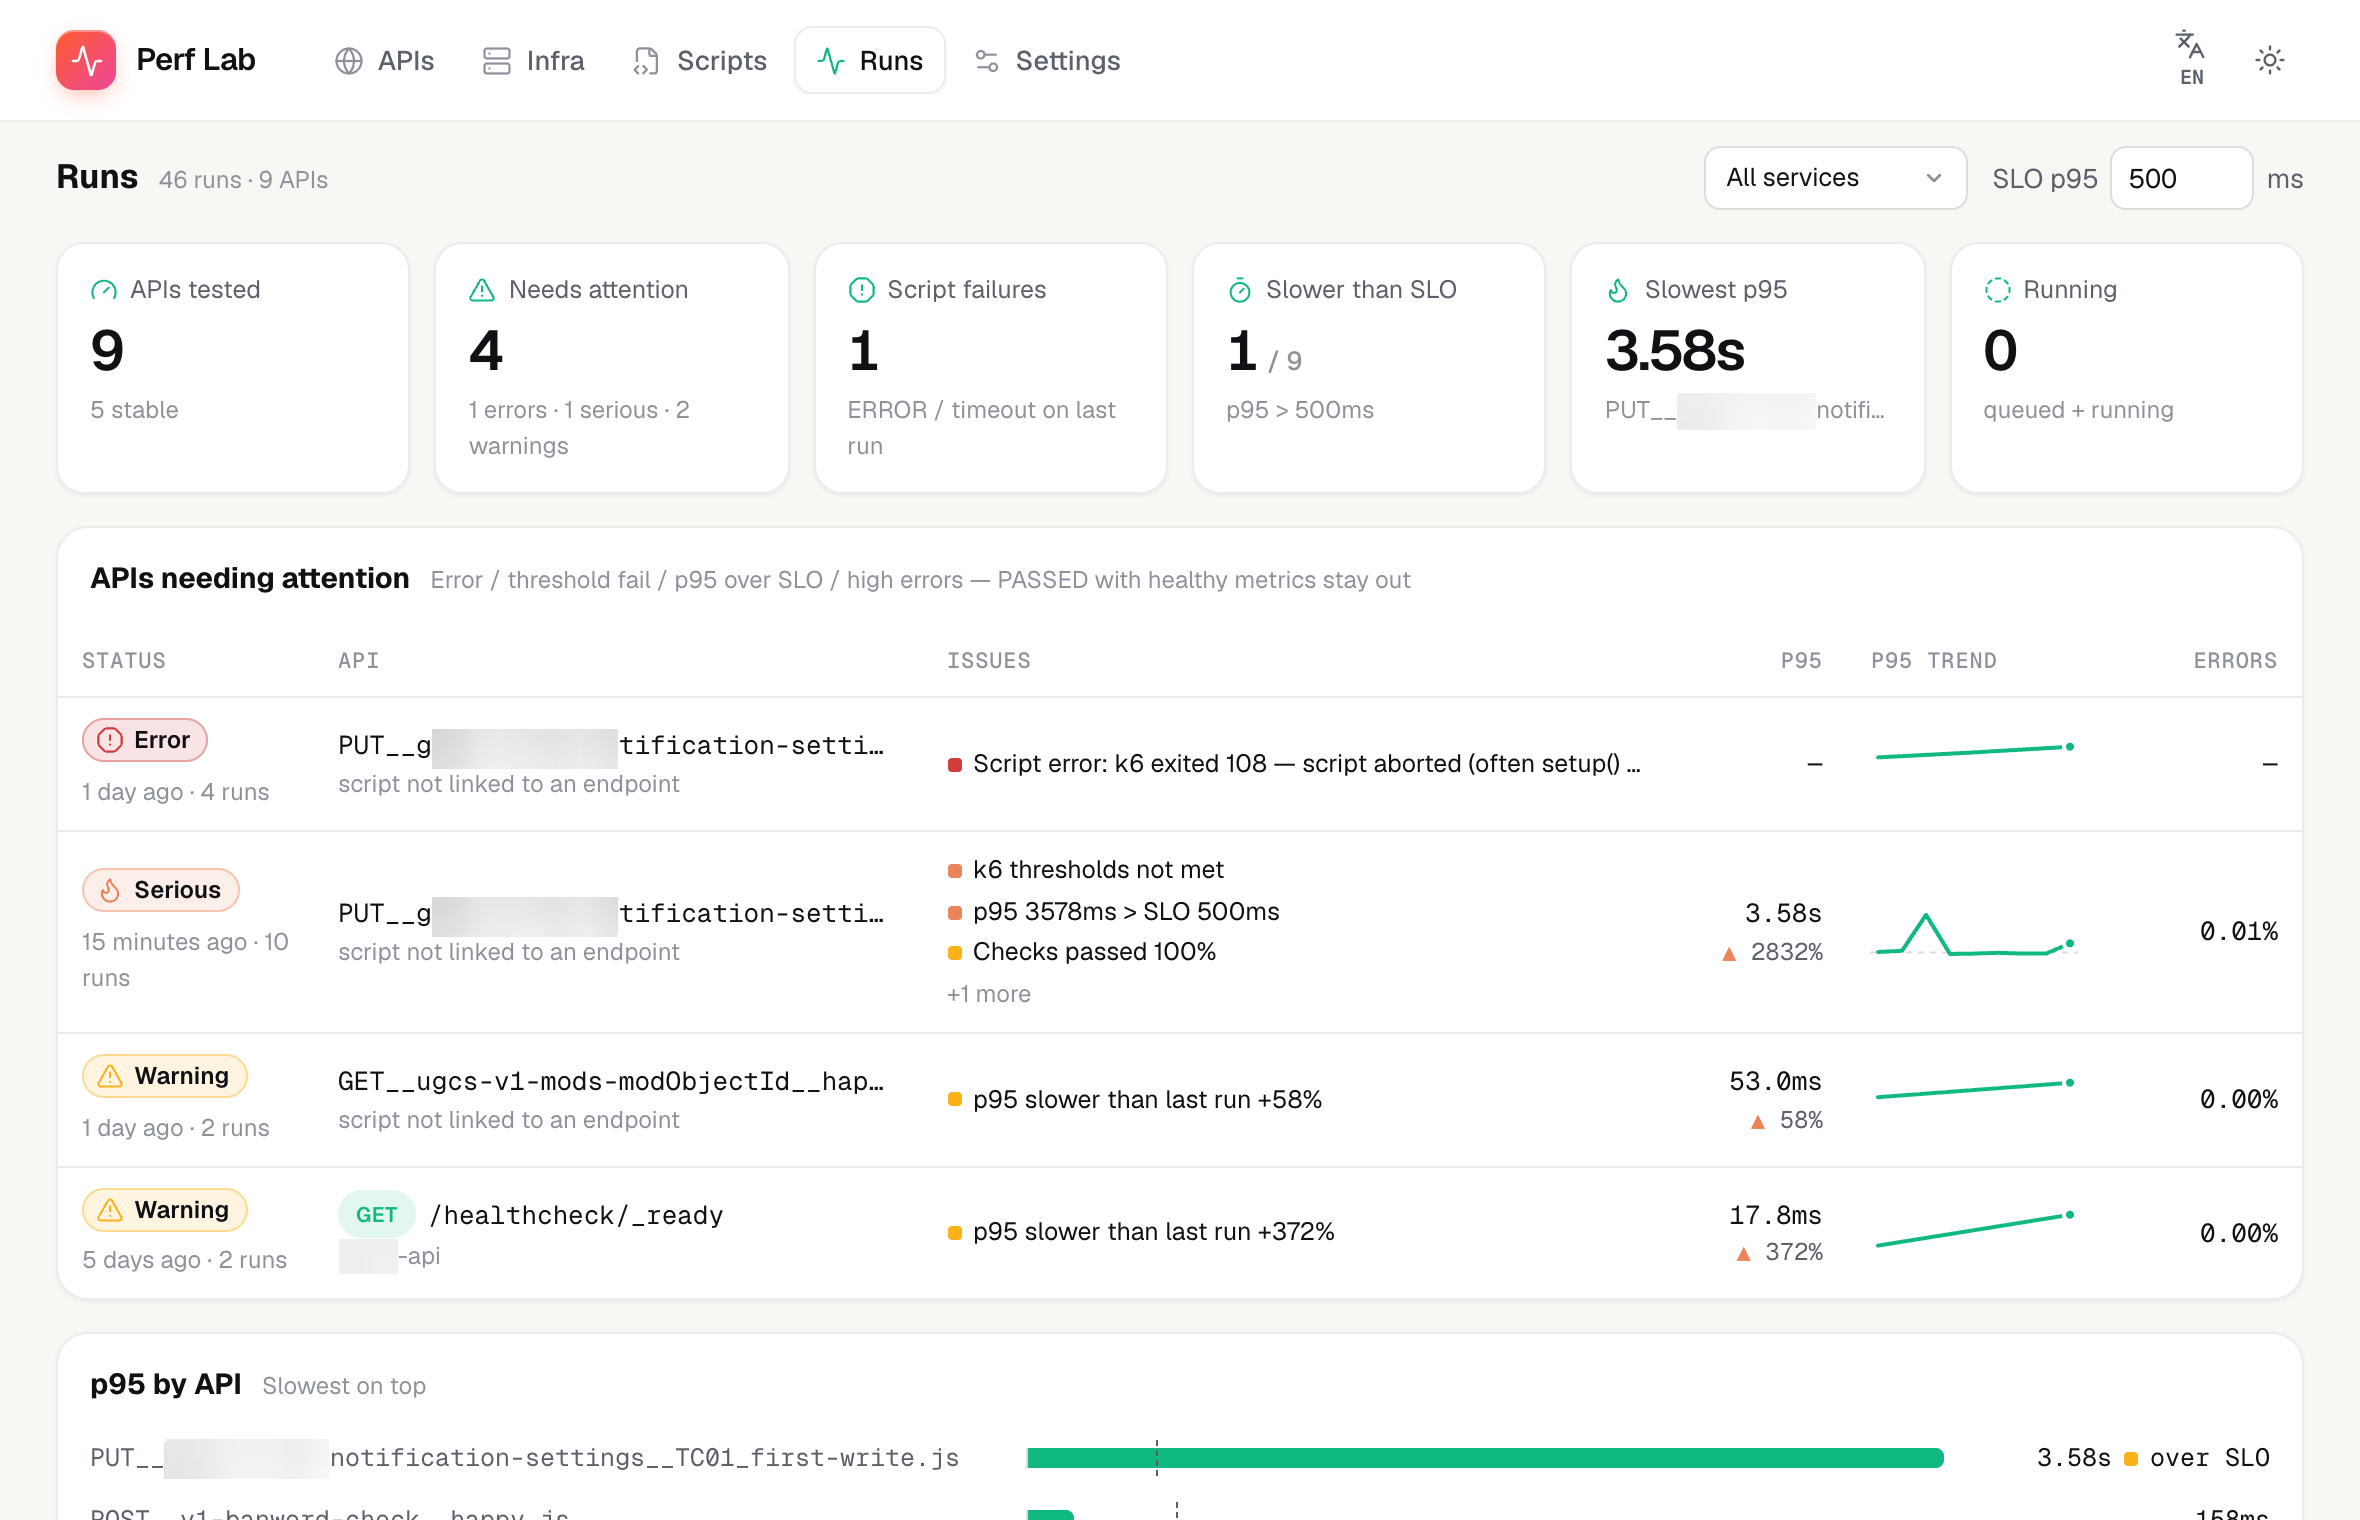 Perf Lab
APIs
Infra
Scripts
Runs
Settings
EN
Runs
46 runs · 9 APIs
All services
SLO p95
500
ms
APIs tested
9
5 stable
Needs attention
4
1 errors · 1 serious · 2
warnings
Script failures
1
ERROR / timeout on last
run
Slower than SLO
1 / 9
p95 > 500ms
Slowest p95
3.58s
PUT__ notifi…
Running
0
queued + running
APIs needing attention
Error / threshold fail / p95 over SLO / high errors — PASSED with healthy metrics stay out
STATUS
API
ISSUES
P95
P95 TREND
ERRORS
Error
1 day ago · 4 runs
PUT__g tification-setti…
script not linked to an endpoint
Script error: k6 exited 108 — script aborted (often setup() …
—
—
Serious
15 minutes ago · 10
runs
PUT__g tification-setti…
script not linked to an endpoint
k6 thresholds not met
p95 3578ms > SLO 500ms
Checks passed 100%
+1 more
3.58s
▲ 2832%
0.01%
Warning
1 day ago · 2 runs
GET__ugcs-v1-mods-modObjectId__hap…
script not linked to an endpoint
p95 slower than last run +58%
53.0ms
▲ 58%
0.00%
Warning
5 days ago · 2 runs
GET /healthcheck/_ready
-api
p95 slower than last run +372%
17.8ms
▲ 372%
0.00%
p95 by API
Slowest on top
PUT__ notification-settings__TC01_first-write.js
3.58s over SLO
POST__v1-banword-check__happy.js
158ms